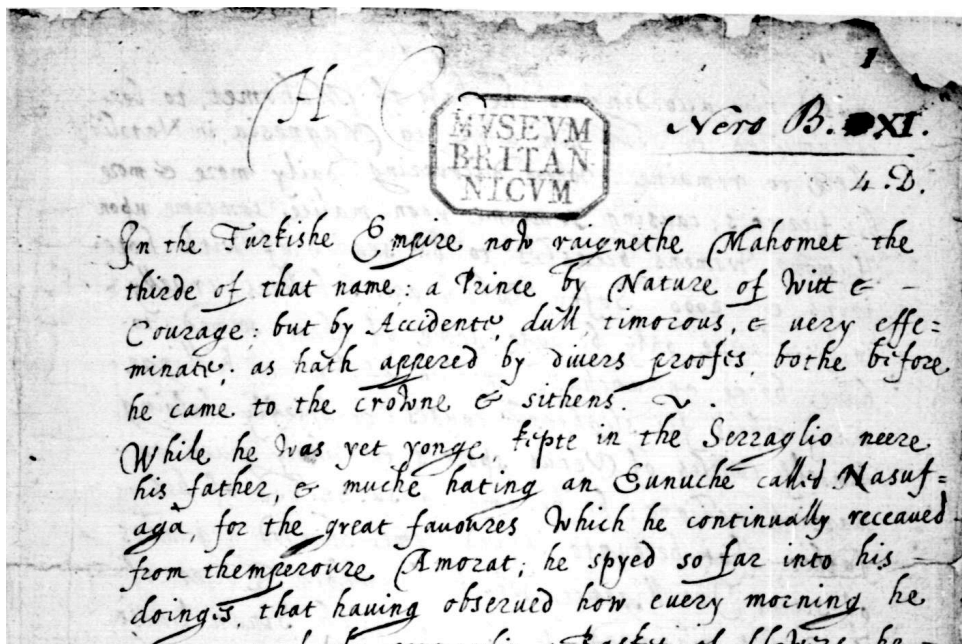 1
H
MVSEVM
BRITAN
NICVM
Nero B. XI.
4. D.
In the Turkishe Empire now raignethe Mahomet the
thirde of that name: a Prince by Nature of Witt &
Courage: but by Accidente, dull, timorous, & uery effe=
minate: as hath appered by diuers proofes, bothe before
he came to the crowne & sithens.
While he was yet yonge, kepte in the Serraglio neere
his father, & muche hating an Eunuche called Nasuf=
aga, for the great fauoures Which he continually receaued
from themperoure Amorat; he spyed so far into his
doings, that hauing obserued how euery morning he